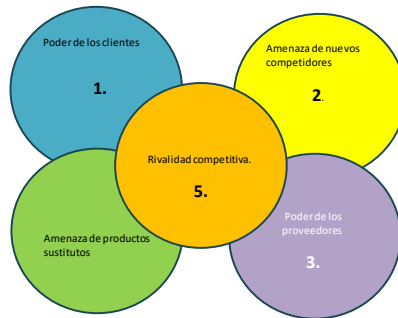 Poder de los clientes
1.
Amenaza de nuevos
competidores
2.
Rivalidad competitiva.
5.
Amenaza de productos
sustitutos
Poder de los
proveedores
3.